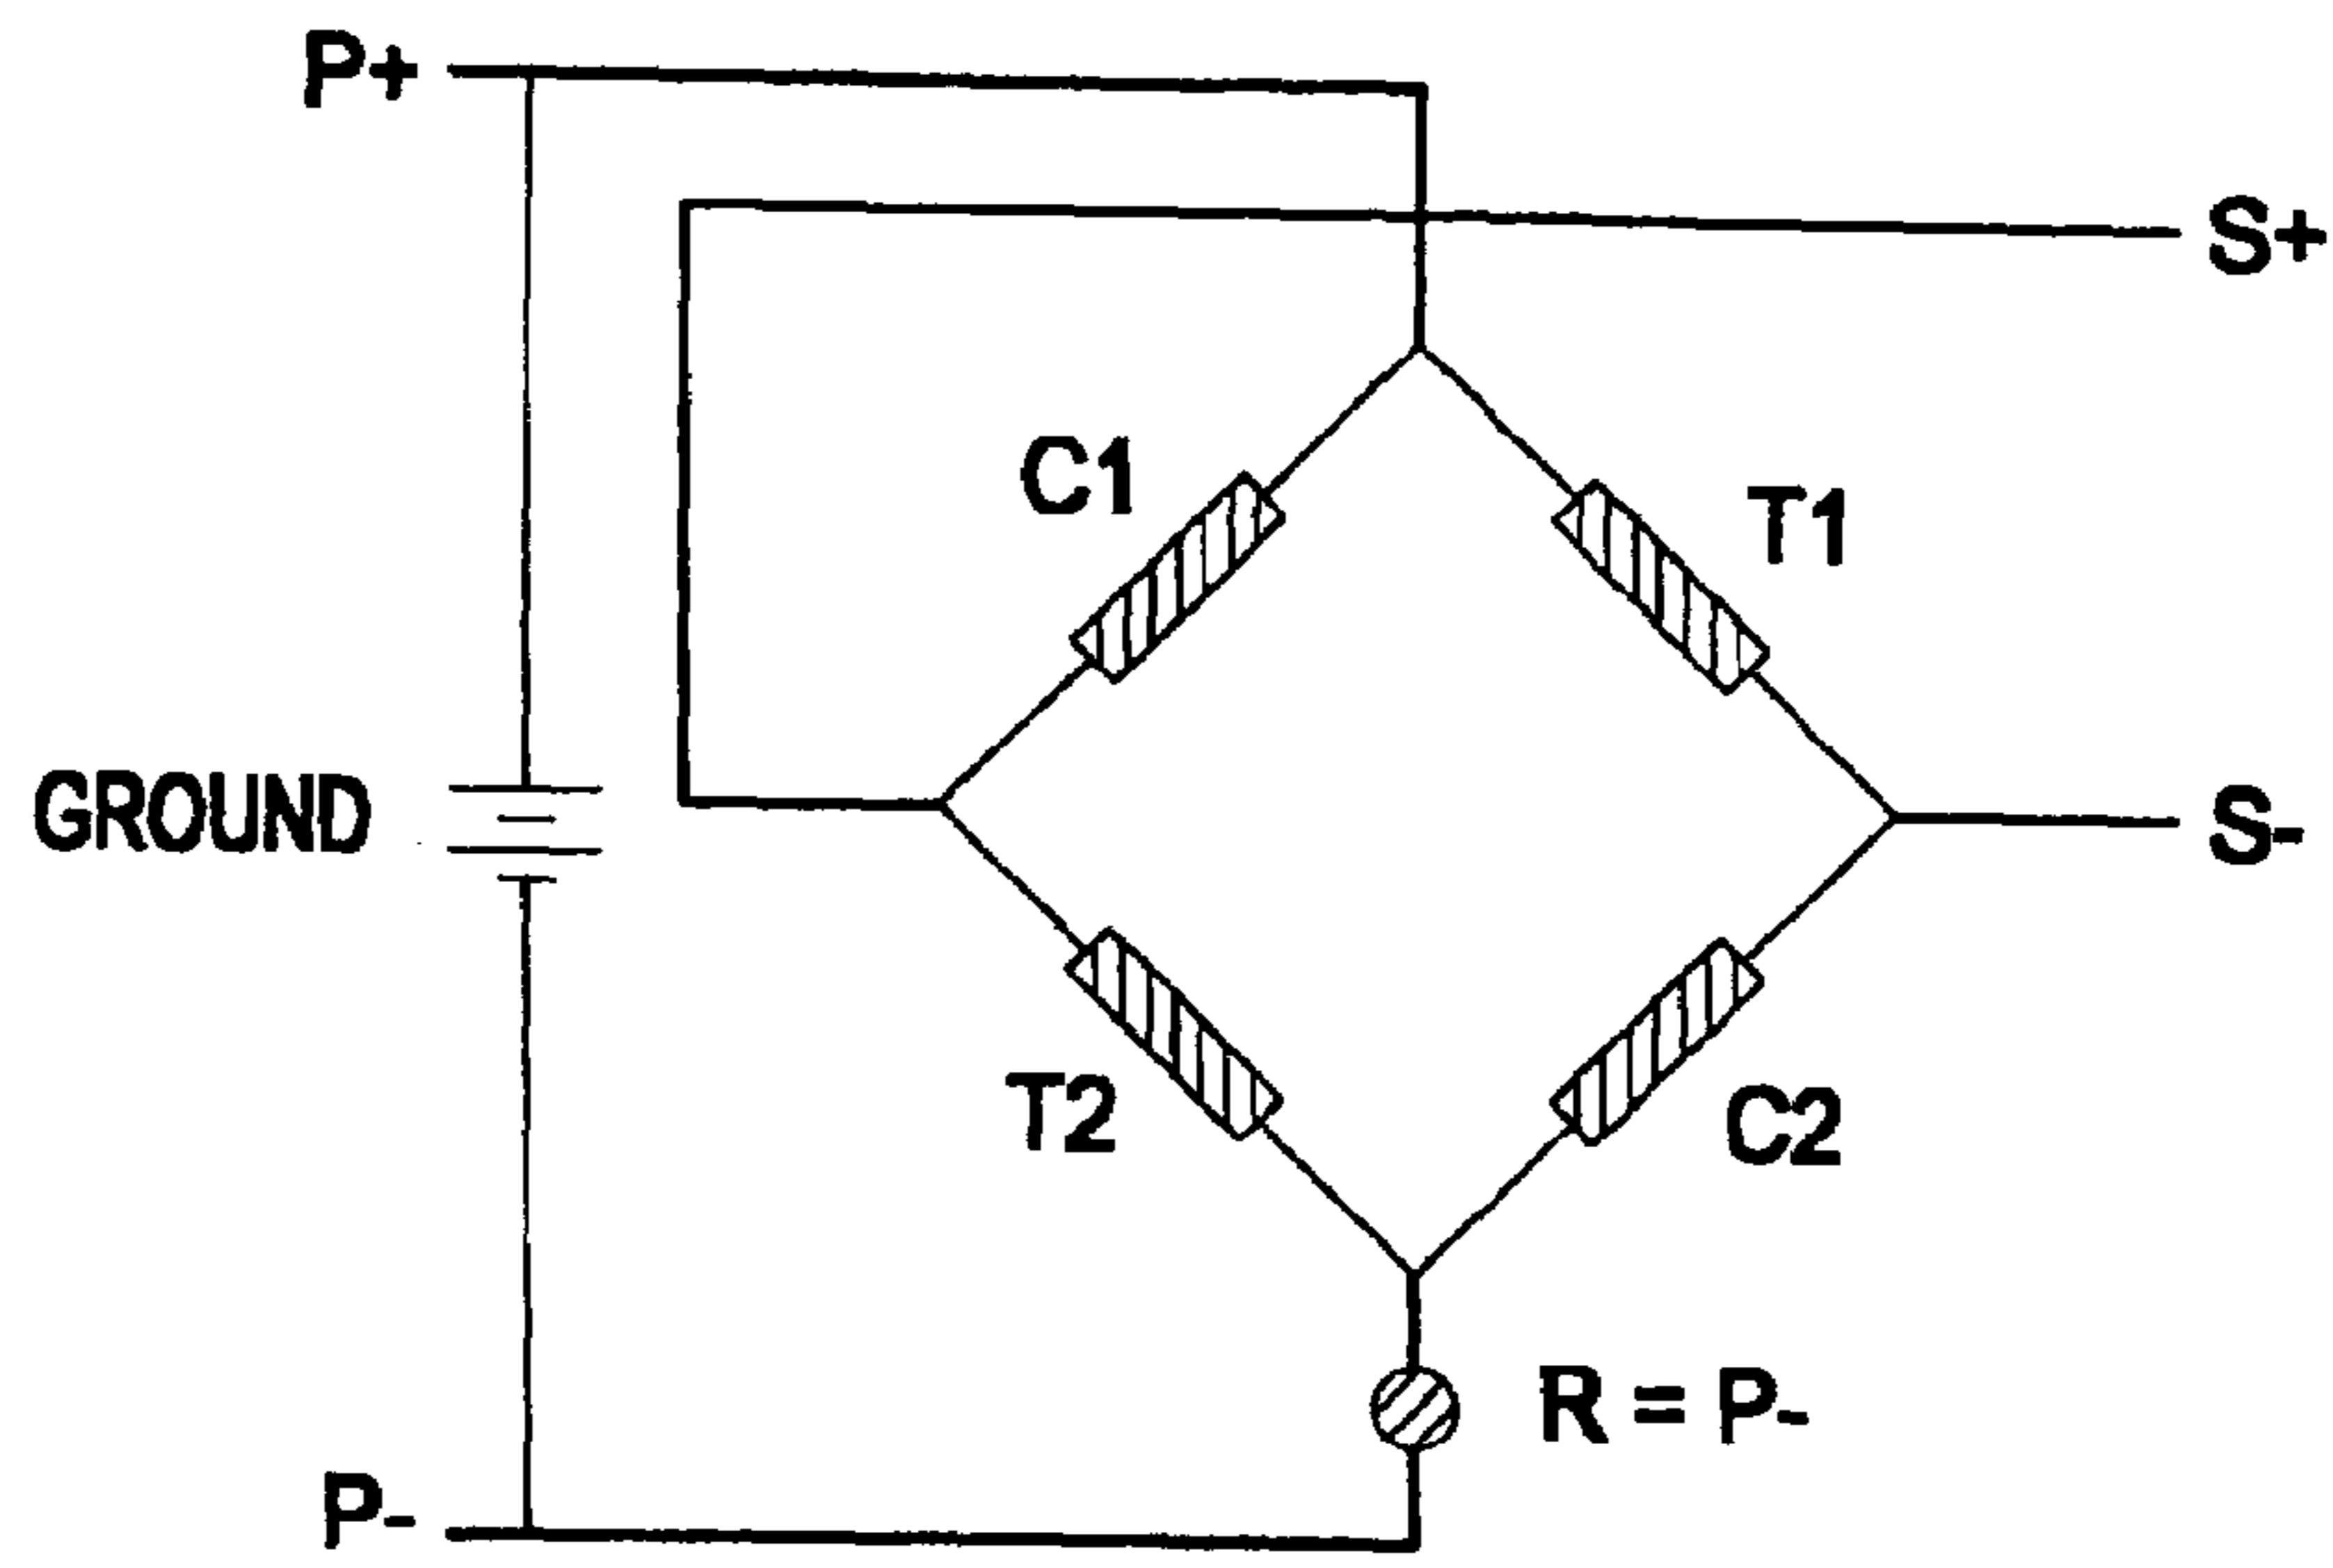 P+
S+
C1
T1
GROUND
S-
T2
C2
R = P-
P-